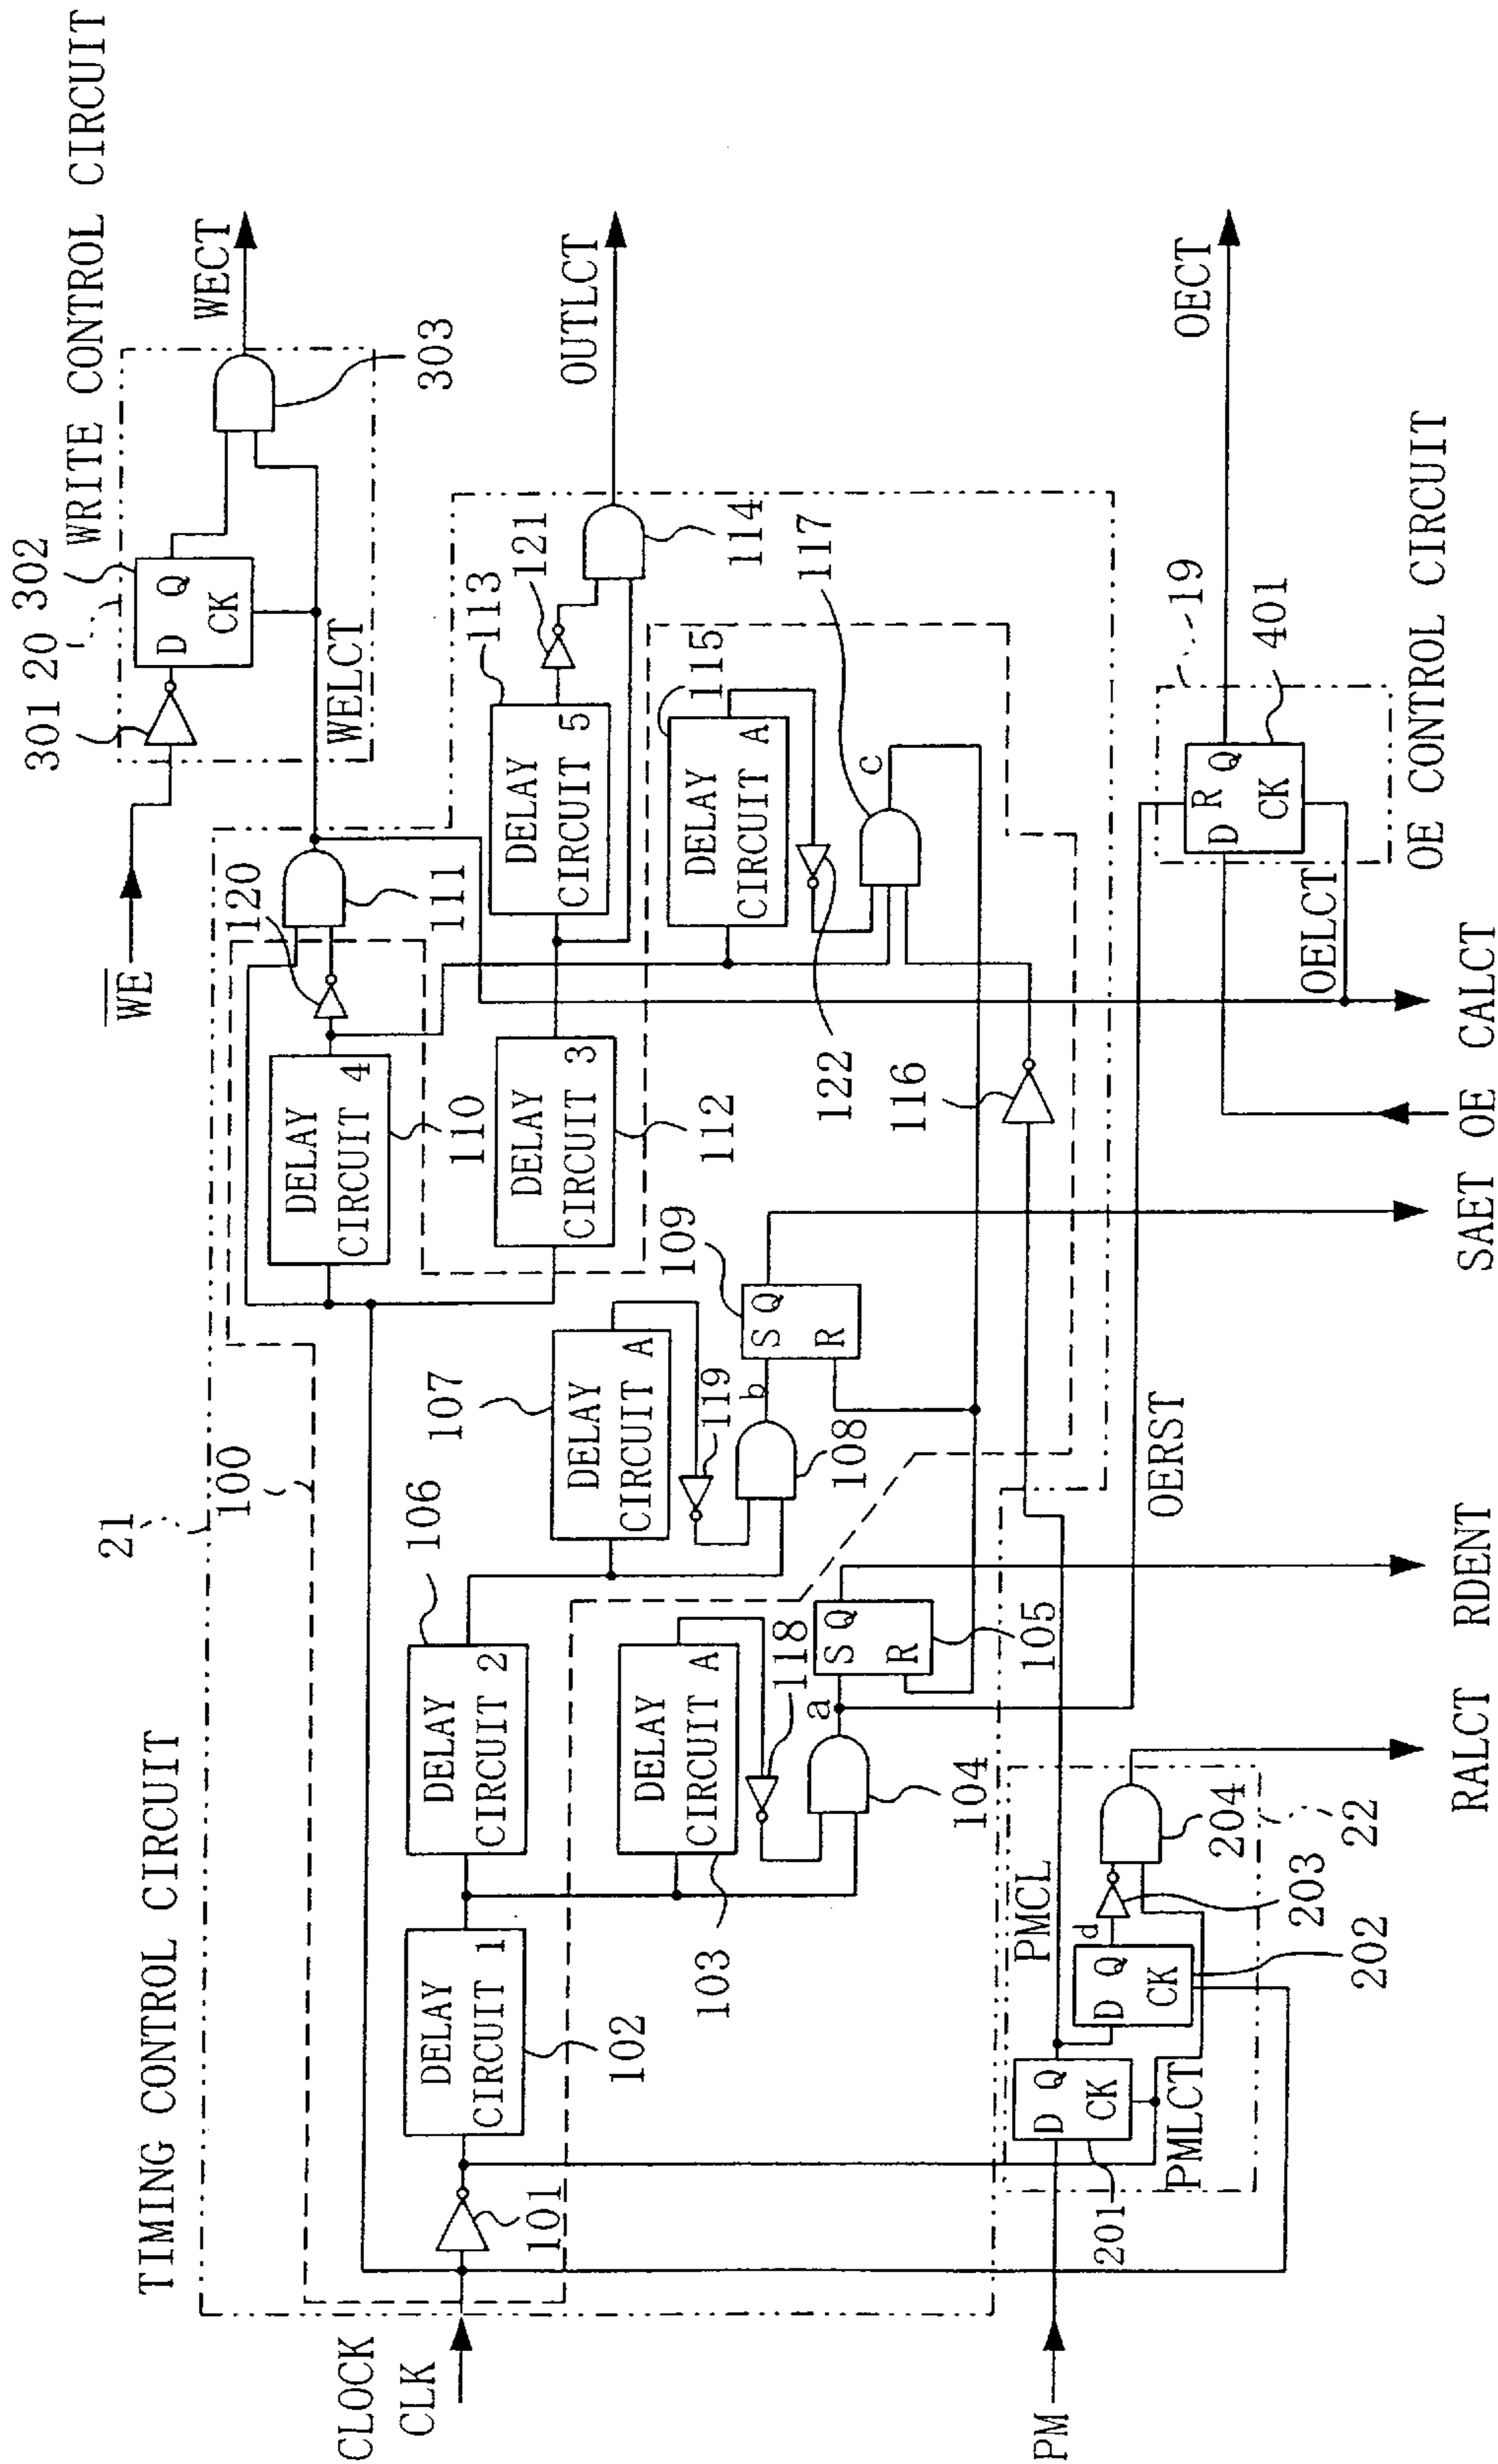 TIMING CONTROL CIRCUIT
21
100
CLOCK
CLK
101
DELAY
CIRCUIT 1
102
DELAY
CIRCUIT 2
106
DELAY
CIRCUIT A
103
118
104
a
S Q
R
105
DELAY
CIRCUIT A
107
119
108
b
S Q
R
109
DELAY
CIRCUIT 4
110
120
111
DELAY
CIRCUIT 3
112
DELAY
CIRCUIT 5
113
121
114
OUTLCT
DELAY
CIRCUIT A
115
122
117
c
116
WE
301
20
302
WRITE CONTROL CIRCUIT
D Q
CK
WELCT
303
WECT
PM
D Q
CK
201
PMLCT
PMCL
D Q
CK
d
202
203
204
22
OERST
OELCT
D R Q
CK
19
401
OECT
OE CONTROL CIRCUIT
RALCT
RDENT
SAET
OE
CALCT